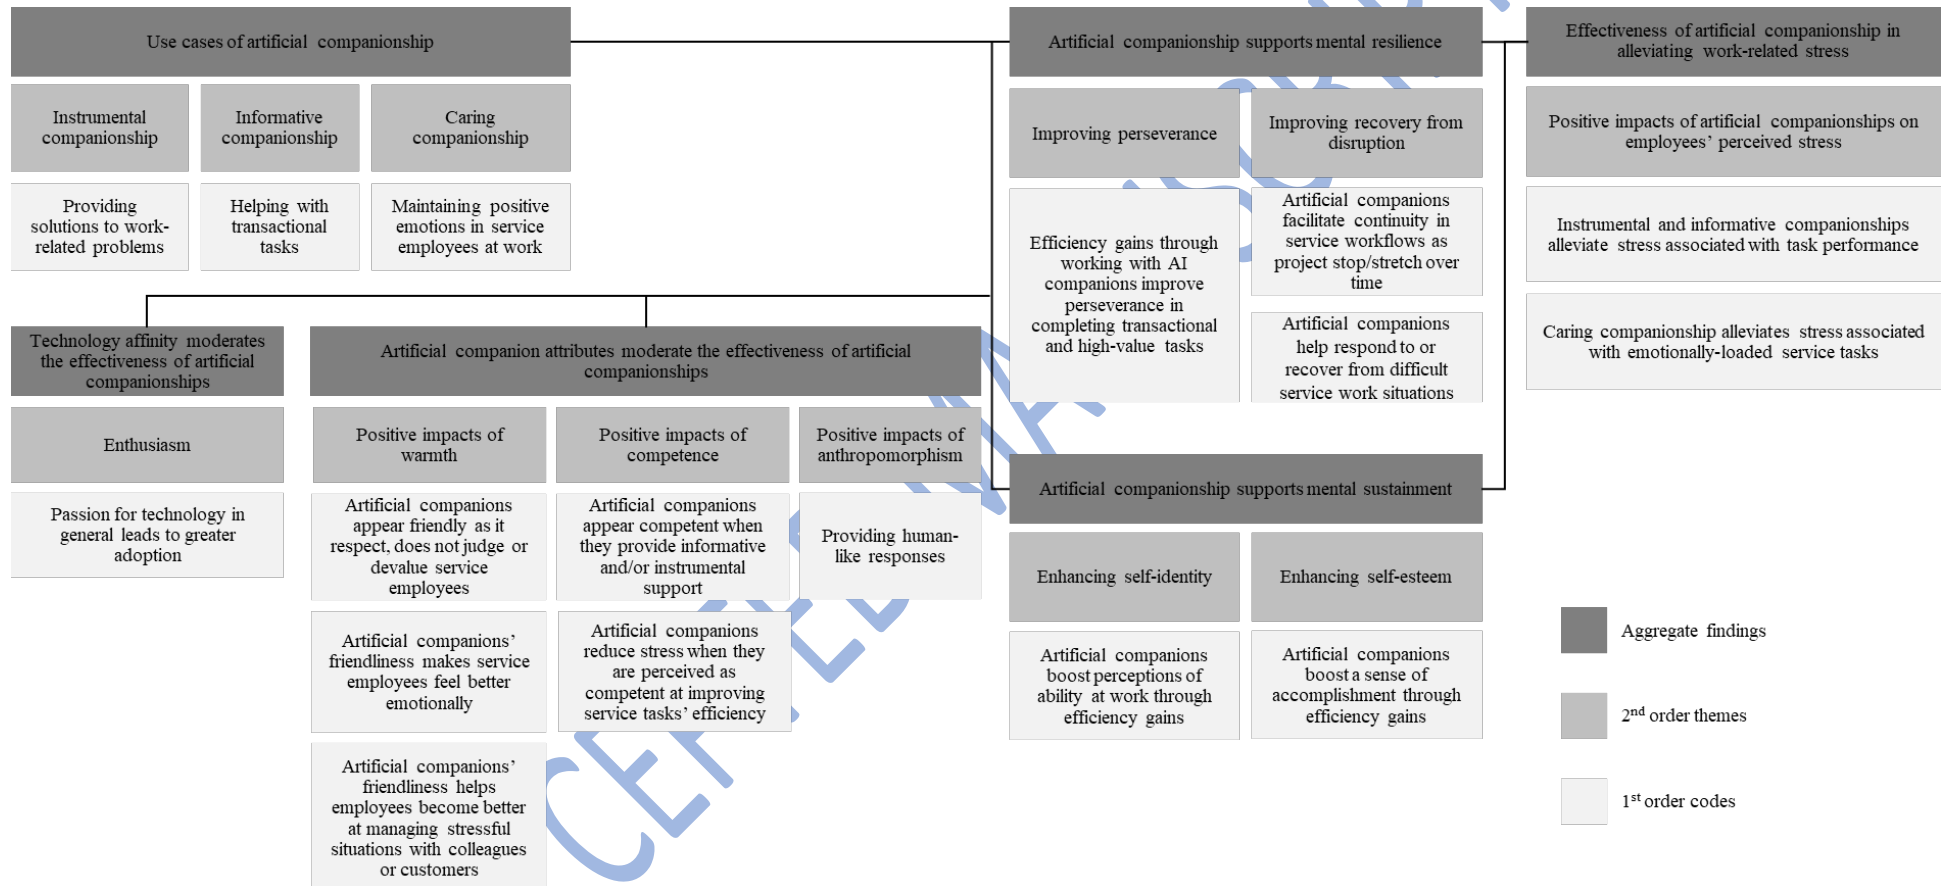 Use cases of artificial companionship
Instrumental
companionship
Informative
companionship
Caring
companionship
Providing
solutions to work-
related problems
Helping with
transactional
tasks
Maintaining positive
emotions in service
employees at work
Technology affinity moderates
the effectiveness of artificial
companionships
Enthusiasm
Passion for technology in
general leads to greater
adoption
Artificial companion attributes moderate the effectiveness of artificial
companionships
Positive impacts of
warmth
Artificial companions
appear friendly as it
respect, does not judge or
devalue service
employees
Artificial companions’
friendliness makes service
employees feel better
emotionally
Artificial companions’
friendliness helps
employees become better
at managing stressful
situations with colleagues
or customers
Positive impacts of
competence
Artificial companions
appear competent when
they provide informative
and/or instrumental
support
Artificial companions
reduce stress when they
are perceived as
competent at improving
service tasks’ efficiency
Positive impacts of
anthropomorphism
Providing human-
like responses
Artificial companionship supports mental resilience
Improving perseverance
Efficiency gains through
working with AI
companions improve
perseverance in
completing transactional
and high-value tasks
Improving recovery from
disruption
Artificial companions
facilitate continuity in
service workflows as
project stop/stretch over
time
Artificial companions
help respond to or
recover from difficult
service work situations
Artificial companionship supports mental sustainment
Enhancing self-identity
Artificial companions
boost perceptions of
ability at work through
efficiency gains
Enhancing self-esteem
Artificial companions
boost a sense of
accomplishment through
efficiency gains
Effectiveness of artificial companionship in
alleviating work-related stress
Positive impacts of artificial companionships on
employees’ perceived stress
Instrumental and informative companionships
alleviate stress associated with task performance
Caring companionship alleviates stress associated
with emotionally-loaded service tasks
Aggregate findings
2nd order themes
1st order codes